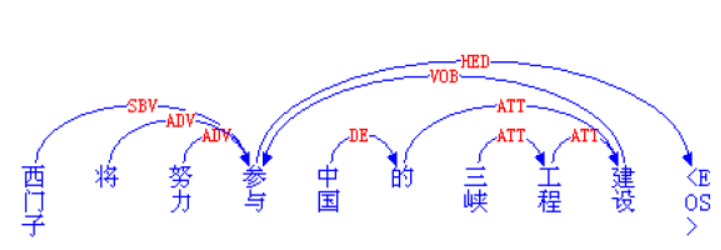 HED
VOB
SBV
ATT
ADV
ADV
DE
ATT
ATT
西门子 将 努力 参与 中国 的 三峡 工程 建设 <EOS>